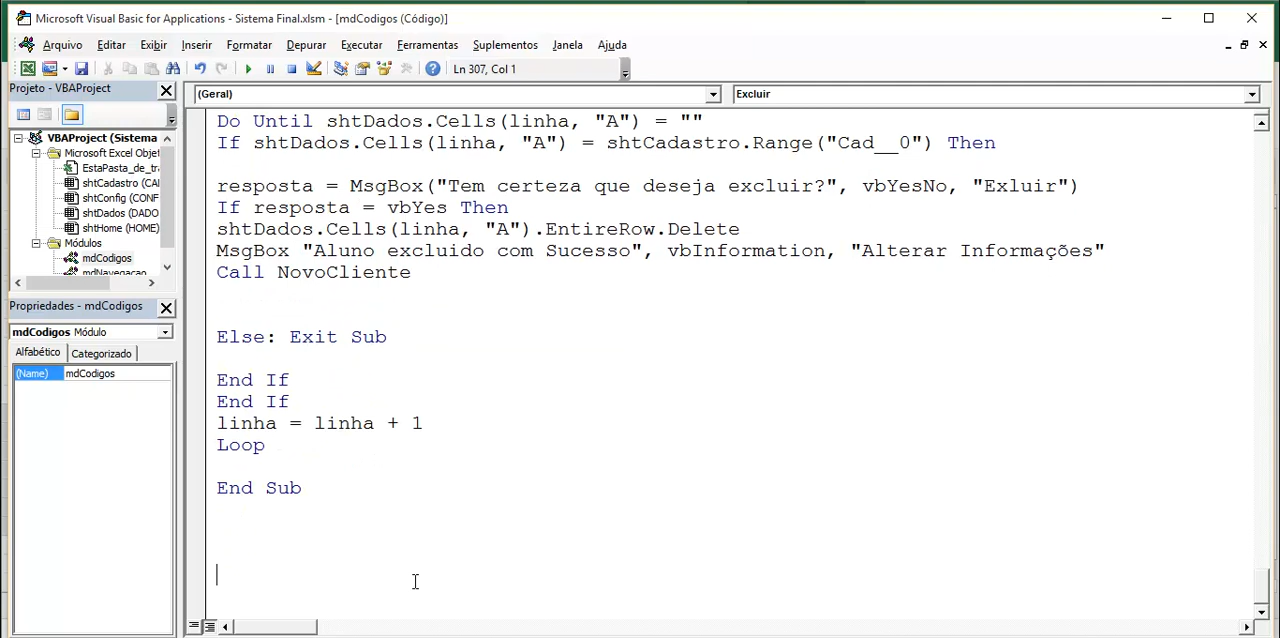 Microsoft Visual Basic for Applications - Sistema Final.xlsm - [mdCodigos (Código)]
Arquivo Editar Exibir Inserir Formatar Depurar Executar Ferramentas Suplementos Janela Ajuda
Ln 307, Col 1
Projeto - VBAProject
(Geral)
Excluir
VBAProject (Sistema
Microsoft Excel Objet
EstaPasta_de_tra
shtCadastro (CAI
shtConfig (CONF
shtDados (DADO
shtHome (HOME)
Módulos
mdCodigos
mdNavegacao
Propriedades - mdCodigos
mdCodigos Módulo
Alfabético Categorizado
(Name) mdCodigos
Do Until shtDados.Cells(linha, "A") = ""
If shtDados.Cells(linha, "A") = shtCadastro.Range("Cad__0") Then
resposta = MsgBox("Tem certeza que deseja excluir?", vbYesNo, "Exluir")
If resposta = vbYes Then
shtDados.Cells(linha, "A").EntireRow.Delete
MsgBox "Aluno excluido com Sucesso", vbInformation, "Alterar Informações"
Call NovoCliente
Else: Exit Sub
End If
End If
linha = linha + 1
Loop
End Sub